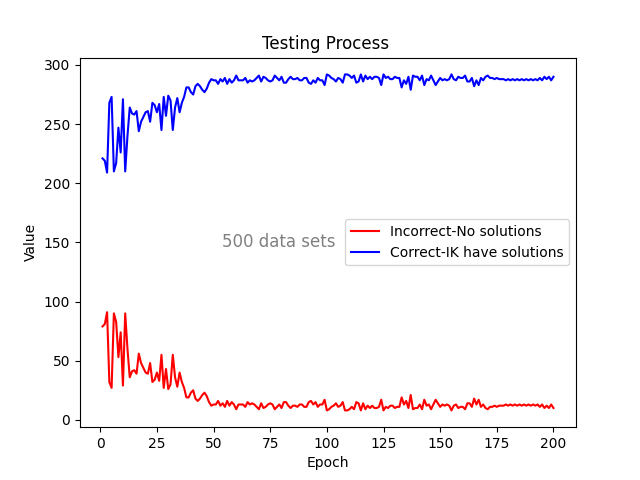 Testing Process
300
250
200
150
100
50
0
Value
500 data sets
Incorrect-No solutions
Correct-IK have solutions
0 25 50 75 100 125 150 175 200
Epoch